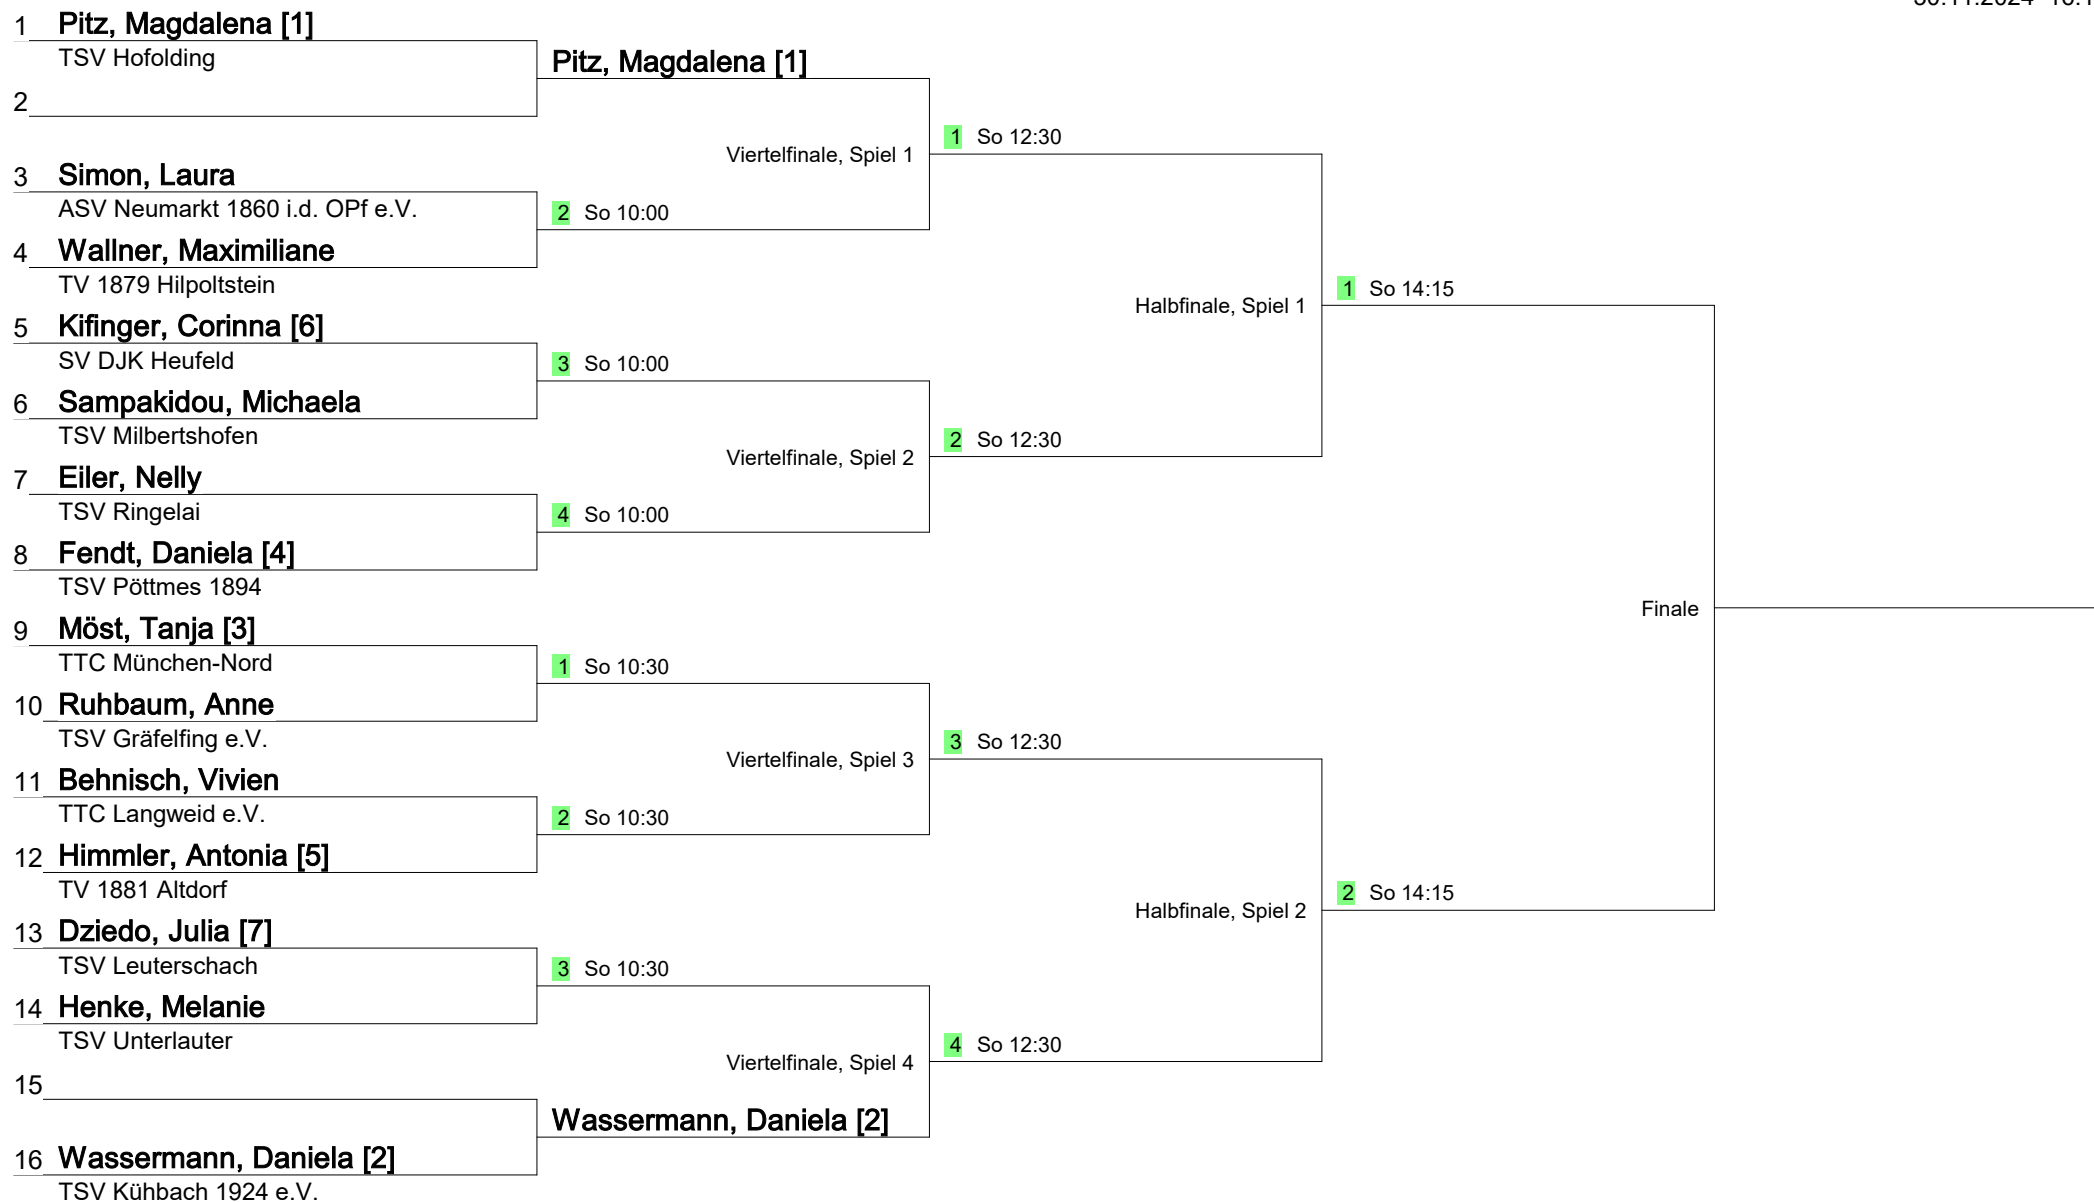 1 Pitz, Magdalena [1]
TSV Hofolding
Pitz, Magdalena [1]
2
Viertelfinale, Spiel 1
1 So 12:30
3 Simon, Laura
ASV Neumarkt 1860 i.d. OPf e.V.
2 So 10:00
4 Wallner, Maximiliane
TV 1879 Hilpoltstein
Halbfinale, Spiel 1
1 So 14:15
5 Kifinger, Corinna [6]
SV DJK Heufeld
3 So 10:00
6 Sampakidou, Michaela
TSV Milbertshofen
Viertelfinale, Spiel 2
2 So 12:30
7 Eiler, Nelly
TSV Ringelai
4 So 10:00
8 Fendt, Daniela [4]
TSV Pöttmes 1894
Finale
9 Möst, Tanja [3]
TTC München-Nord
1 So 10:30
10 Ruhbaum, Anne
TSV Gräfelfing e.V.
Viertelfinale, Spiel 3
3 So 12:30
11 Behnisch, Vivien
TTC Langweid e.V.
2 So 10:30
12 Himmler, Antonia [5]
TV 1881 Altdorf
Halbfinale, Spiel 2
2 So 14:15
13 Dziedo, Julia [7]
TSV Leuterschach
3 So 10:30
14 Henke, Melanie
TSV Unterlauter
Viertelfinale, Spiel 4
4 So 12:30
15
Wassermann, Daniela [2]
16 Wassermann, Daniela [2]
TSV Kühbach 1924 e.V.